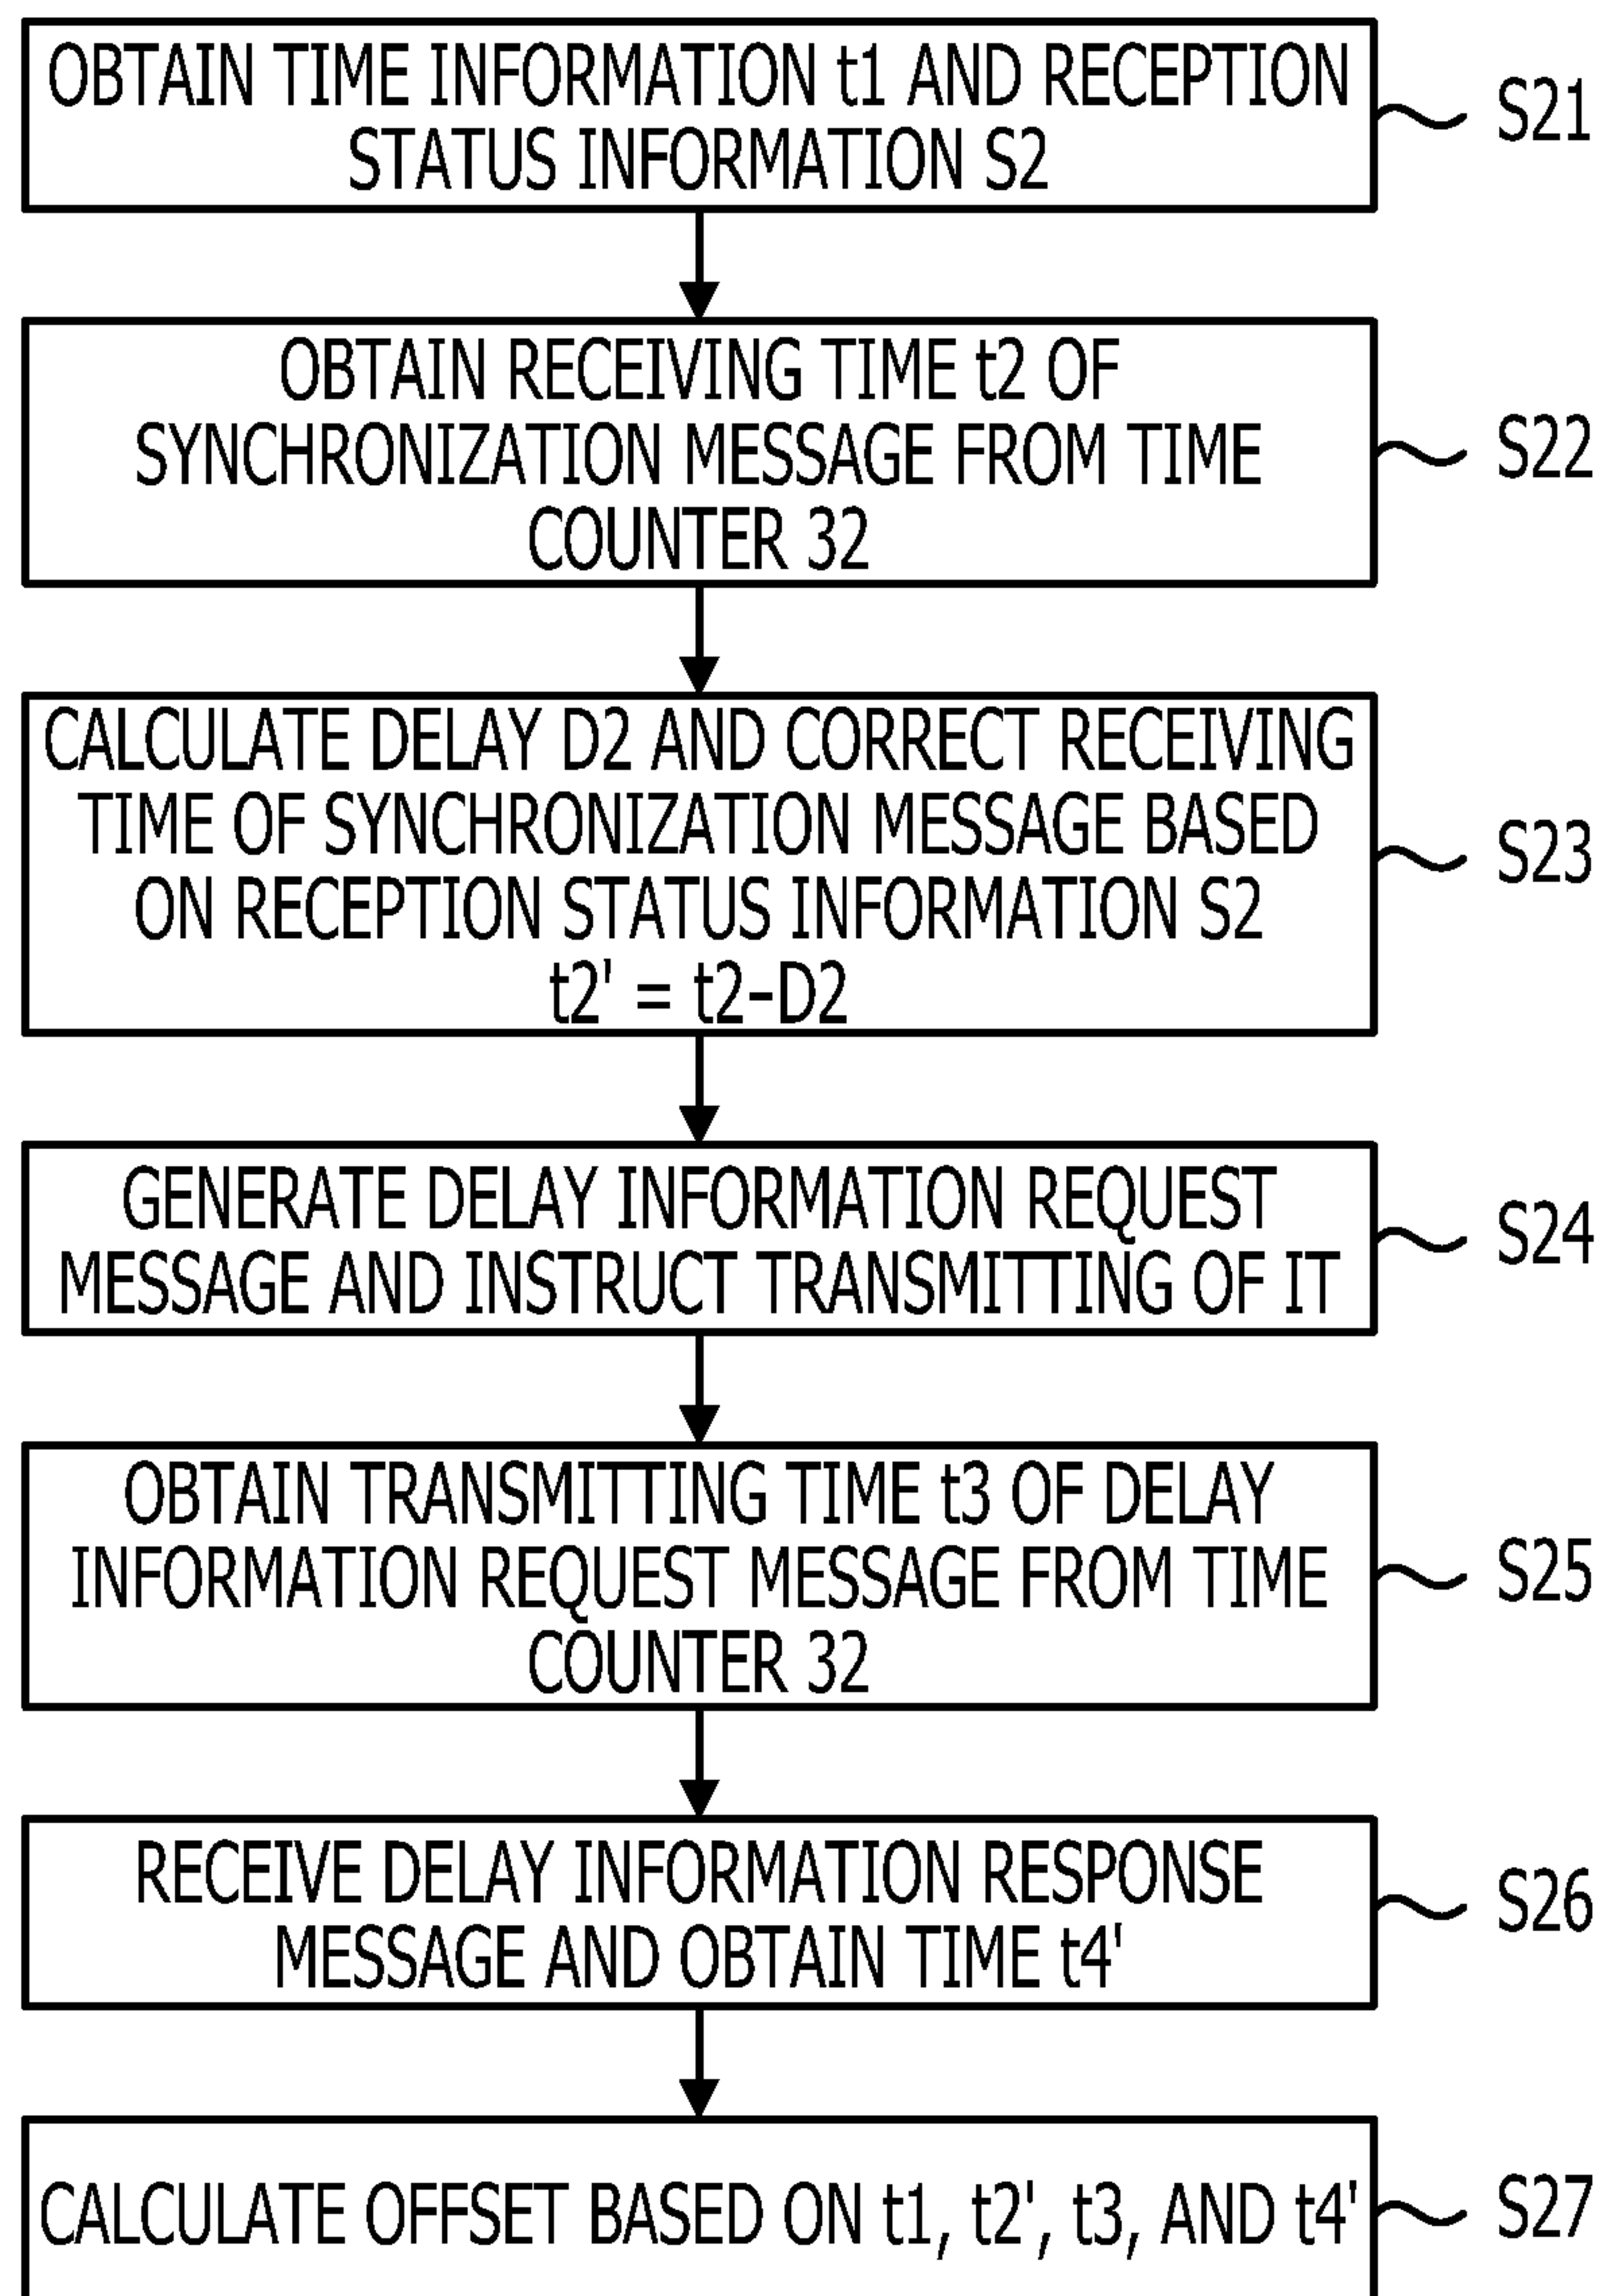 OBTAIN TIME INFORMATION t1 AND RECEPTION
STATUS INFORMATION S2
S21
OBTAIN RECEIVING TIME t2 OF
SYNCHRONIZATION MESSAGE FROM TIME
COUNTER 32
S22
CALCULATE DELAY D2 AND CORRECT RECEIVING
TIME OF SYNCHRONIZATION MESSAGE BASED
ON RECEPTION STATUS INFORMATION S2
t2' = t2-D2
S23
GENERATE DELAY INFORMATION REQUEST
MESSAGE AND INSTRUCT TRANSMITTING OF IT
S24
OBTAIN TRANSMITTING TIME t3 OF DELAY
INFORMATION REQUEST MESSAGE FROM TIME
COUNTER 32
S25
RECEIVE DELAY INFORMATION RESPONSE
MESSAGE AND OBTAIN TIME t4'
S26
CALCULATE OFFSET BASED ON t1, t2', t3, AND t4'
S27